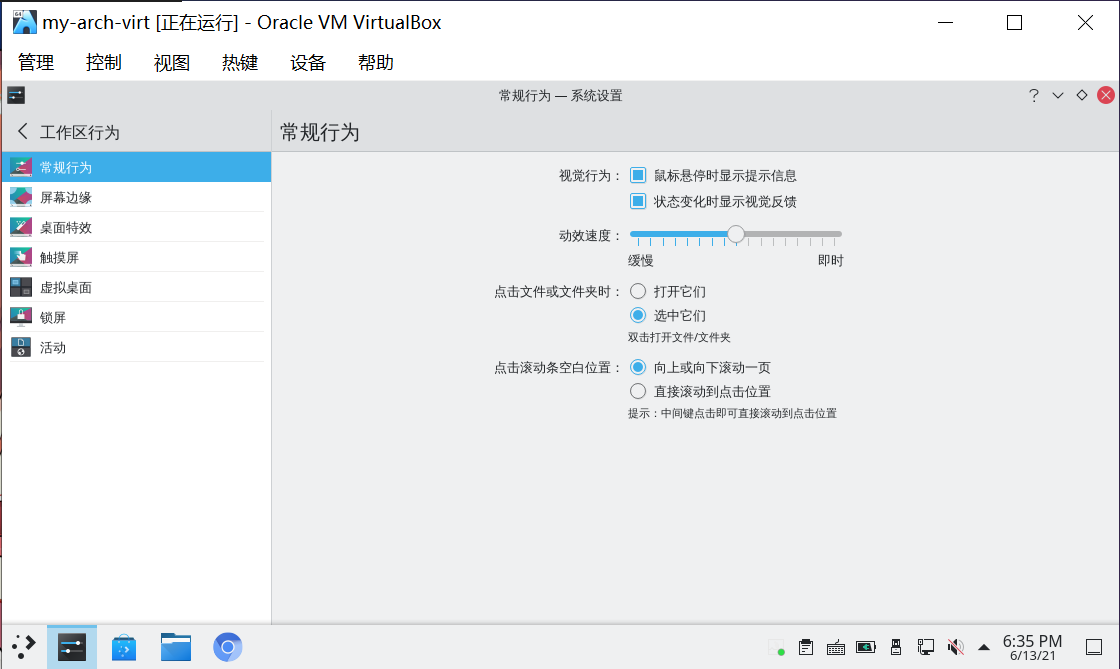 my-arch-virt [正在运行] - Oracle VM VirtualBox
管理 控制 视图 热键 设备 帮助
常规行为 — 系统设置
工作区行为
常规行为
屏幕边缘
桌面特效
触摸屏
虚拟桌面
锁屏
活动
常规行为
视觉行为： 鼠标悬停时显示提示信息
状态变化时显示视觉反馈
动效速度：
缓慢 即时
点击文件或文件夹时： 打开它们
选中它们
双击打开文件/文件夹
点击滚动条空白位置： 向上或向下滚动一页
直接滚动到点击位置
提示：中间键点击即可直接滚动到点击位置
6:35 PM
6/13/21